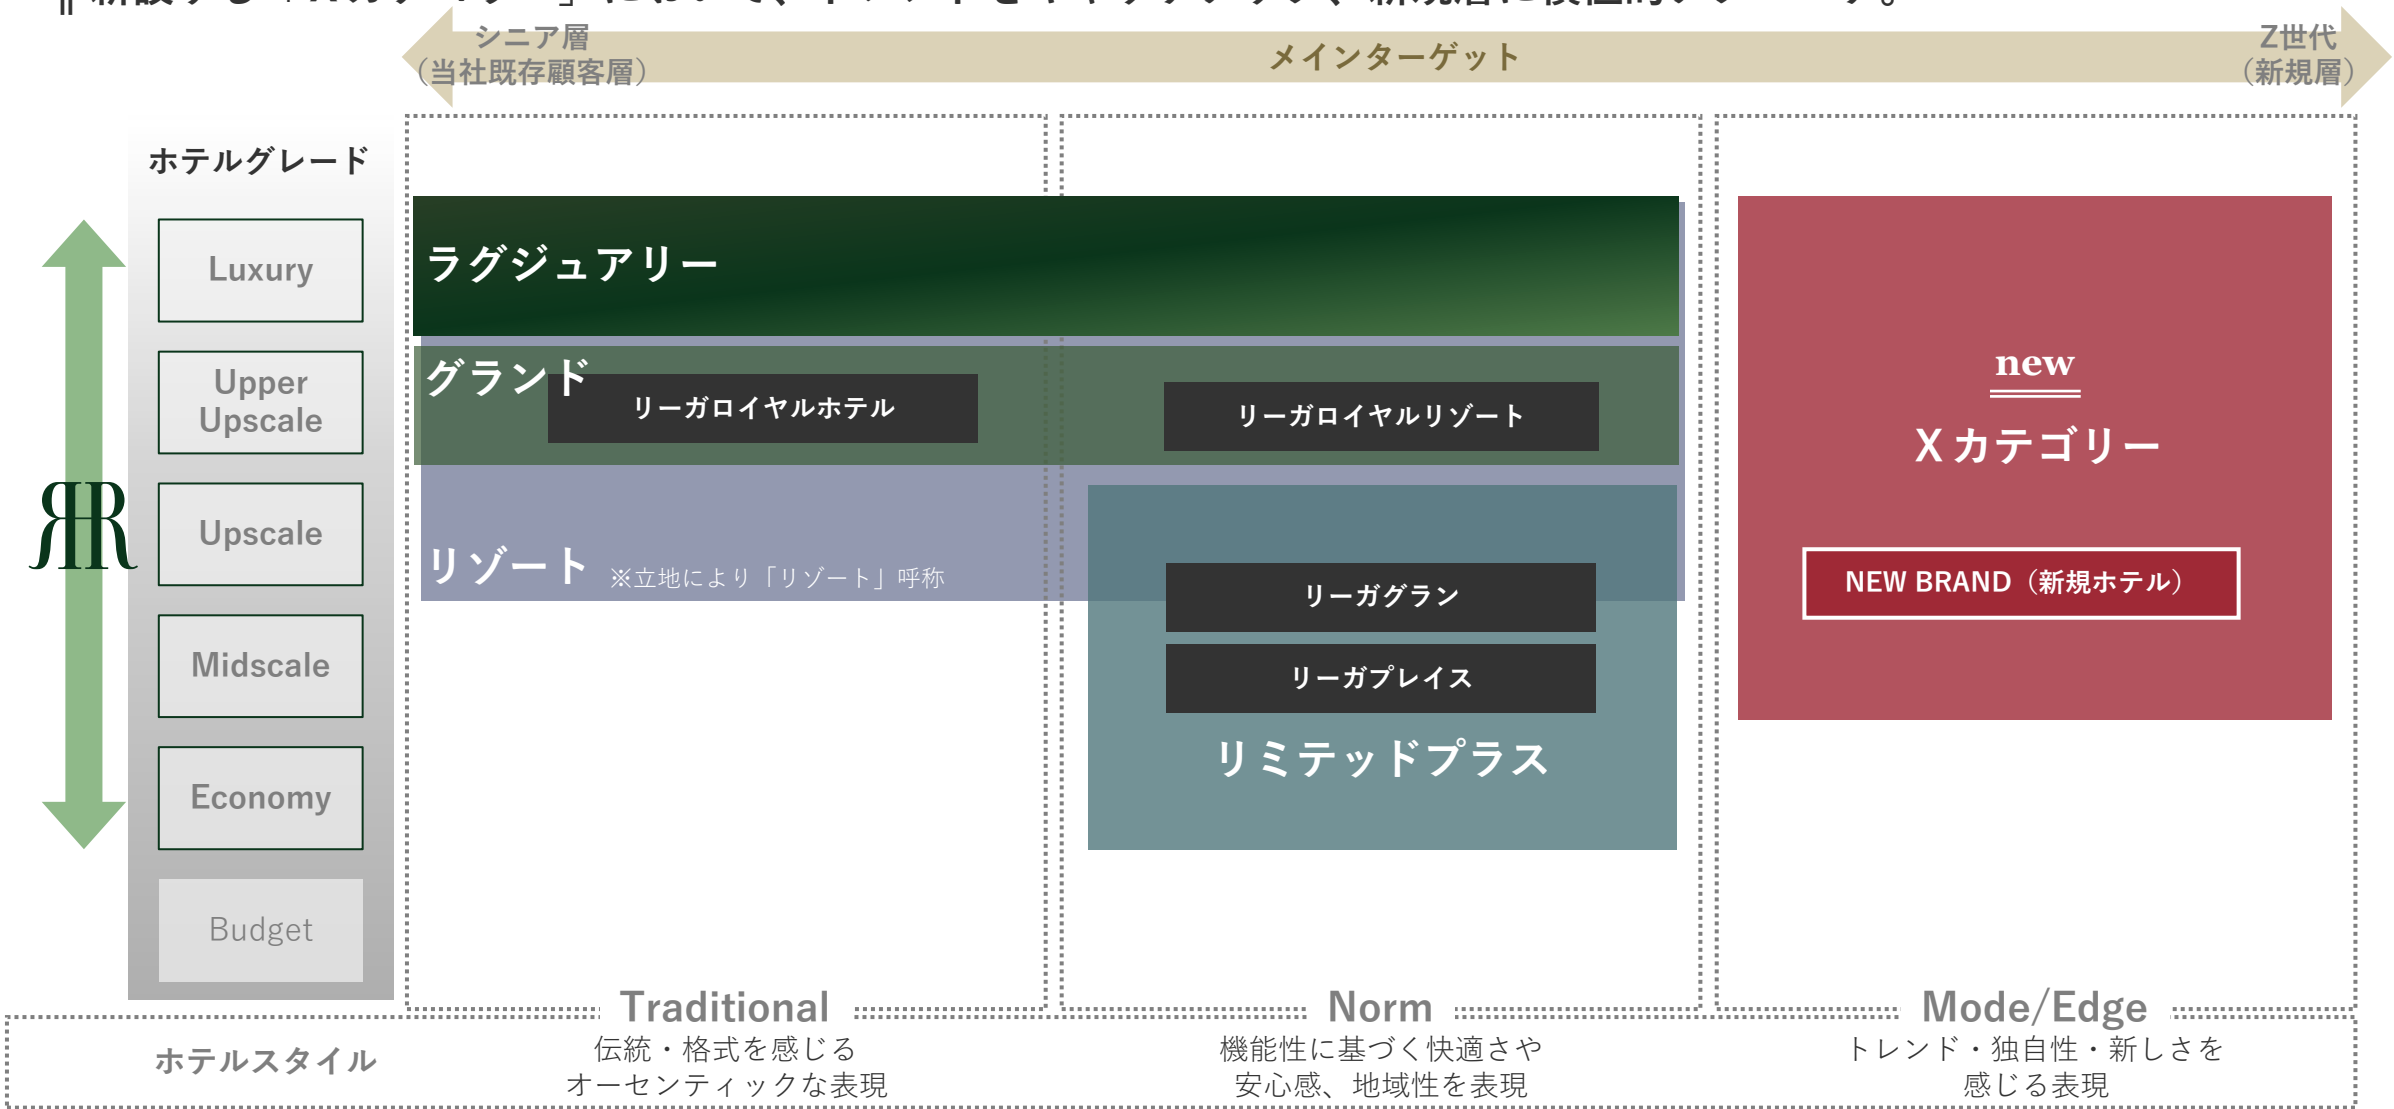 シニア層
（当社既存顧客層）
メインターゲット
Z世代
（新規層）
ホテルグレード
Luxury
Upper
Upscale
Upscale
Midscale
Economy
Budget
ラグジュアリー
グランド
リーガロイヤルホテル
リーガロイヤルリゾート
リゾート ※立地により「リゾート」呼称
リーガグラン
リーガプレイス
リミテッドプラス
new
Xカテゴリー
NEW BRAND（新規ホテル）
ホテルスタイル
Traditional
伝統・格式を感じる
オーセンティックな表現
Norm
機能性に基づく快適さや
安心感、地域性を表現
Mode/Edge
トレンド・独自性・新しさを
感じる表現